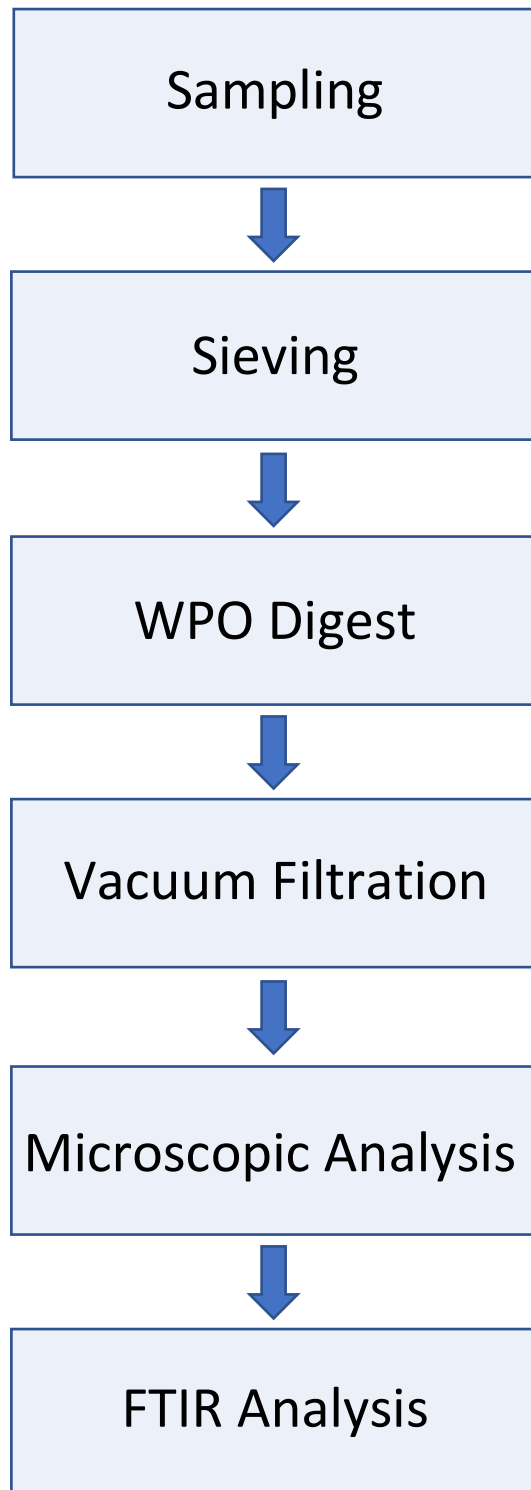 Sampling
Sieving
WPO Digest
Vacuum Filtration
Microscopic Analysis
FTIR Analysis